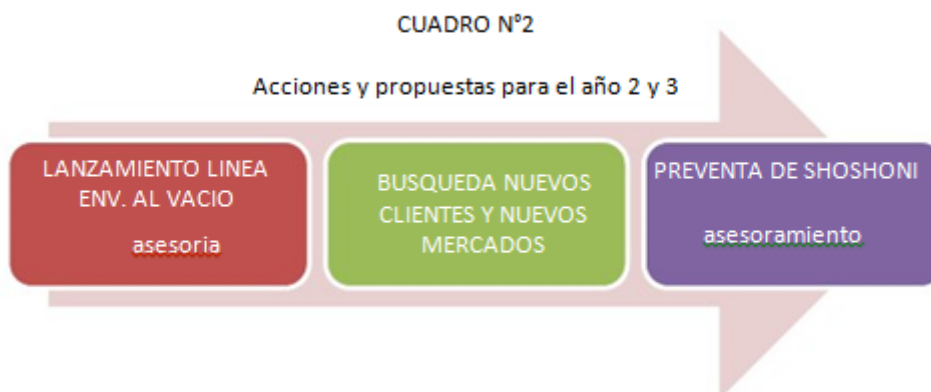 CUADRO N°2
Acciones y propuestas para el año 2 y 3
LANZAMIENTO LINEA
ENV. AL VACIO
asesoria
BUSQUEDA NUEVOS
CLIENTES Y NUEVOS
MERCADOS
PREVENTA DE SHOSHONI
asesoramiento